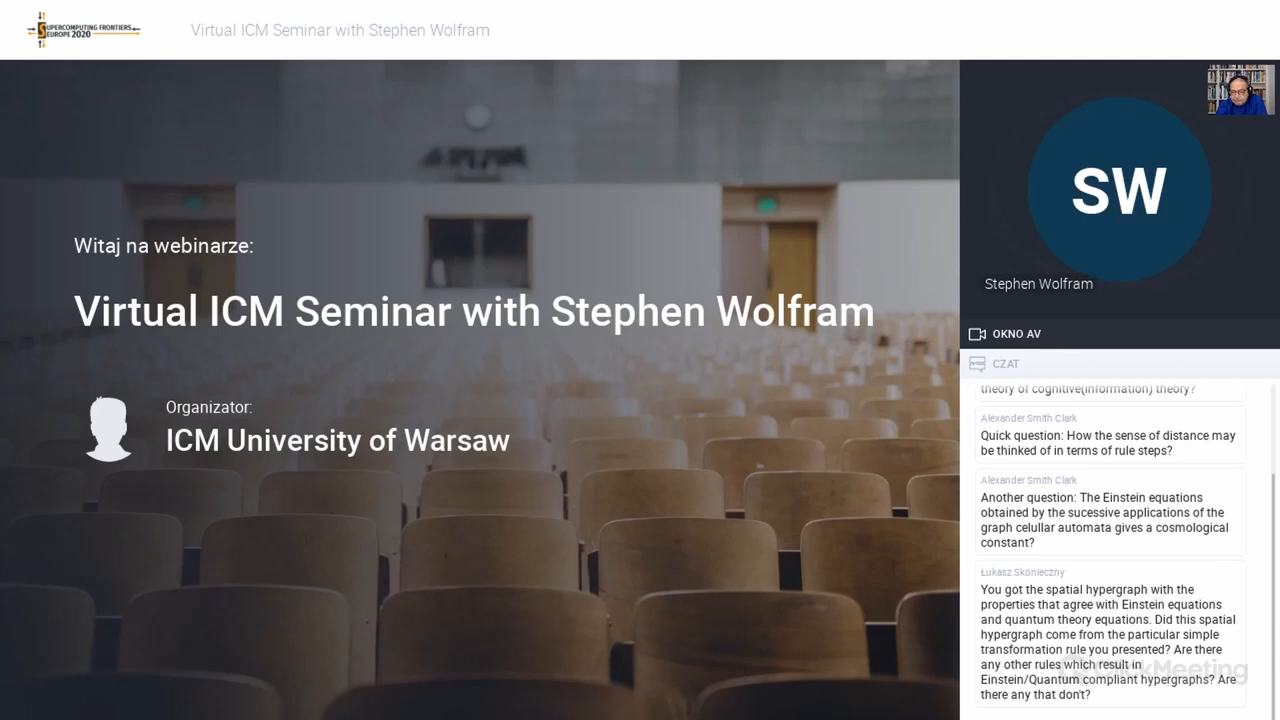 SUPERCOMPUTING FRONTIERS
EUROPE 2020
Virtual ICM Seminar with Stephen Wolfram
Witaj na webinarze:
Virtual ICM Seminar with Stephen Wolfram
Organizator:
ICM University of Warsaw
SW
Stephen Wolfram
OKNO AV
CZAT
theory of cognitive(information) theory?
Alexander Smith Clark
Quick question: How the sense of distance may
be thinked of in terms of rule steps?
Alexander Smith Clark
Another question: The Einstein equations
obtained by the sucessive applications of the
graph celullar automata gives a cosmological
constant?
Łukasz Skonieczny
You got the spatial hypergraph with the
properties that agree with Einstein equations
and quantum theory equations. Did this spatial
hypergraph come from the particular simple
transformation rule you presented? Are there
any other rules which result in
Einstein/Quantum compliant hypergraphs? Are
there any that don't?
ClickMeeting